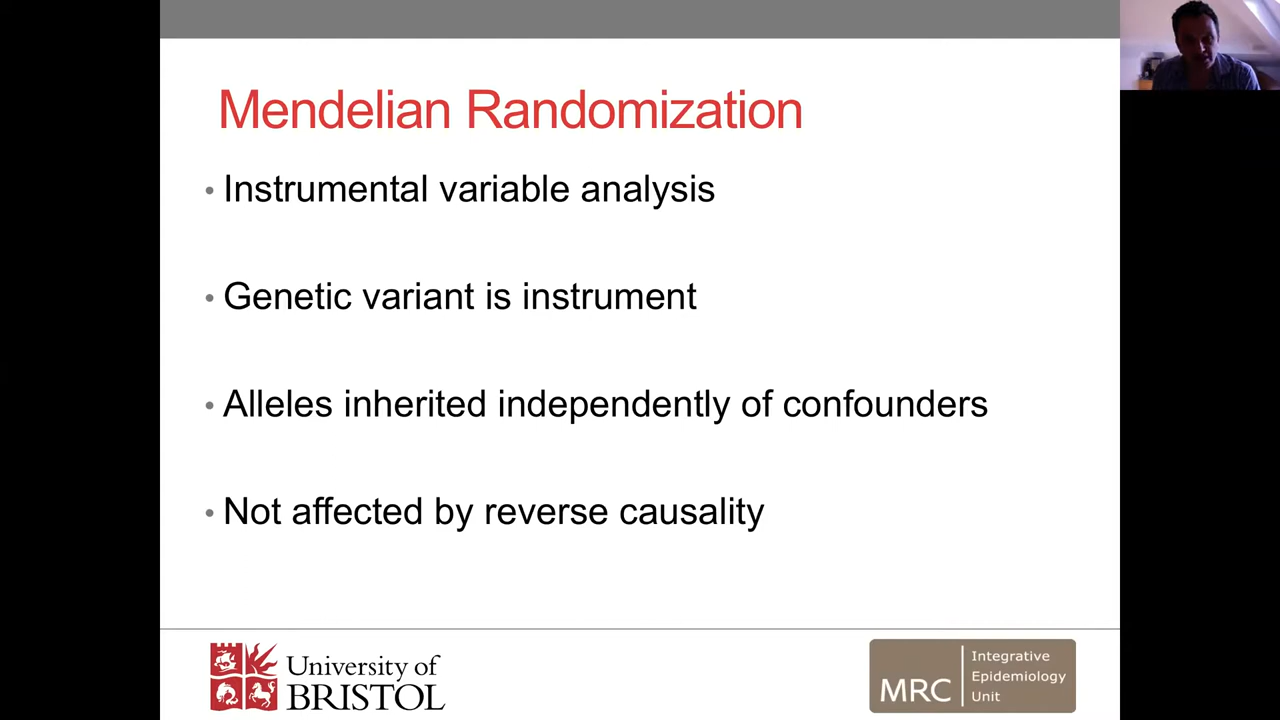 Mendelian Randomization
• Instrumental variable analysis
• Genetic variant is instrument
• Alleles inherited independently of confounders
• Not affected by reverse causality
University of
BRISTOL
MRC
Integrative
Epidemiology
Unit